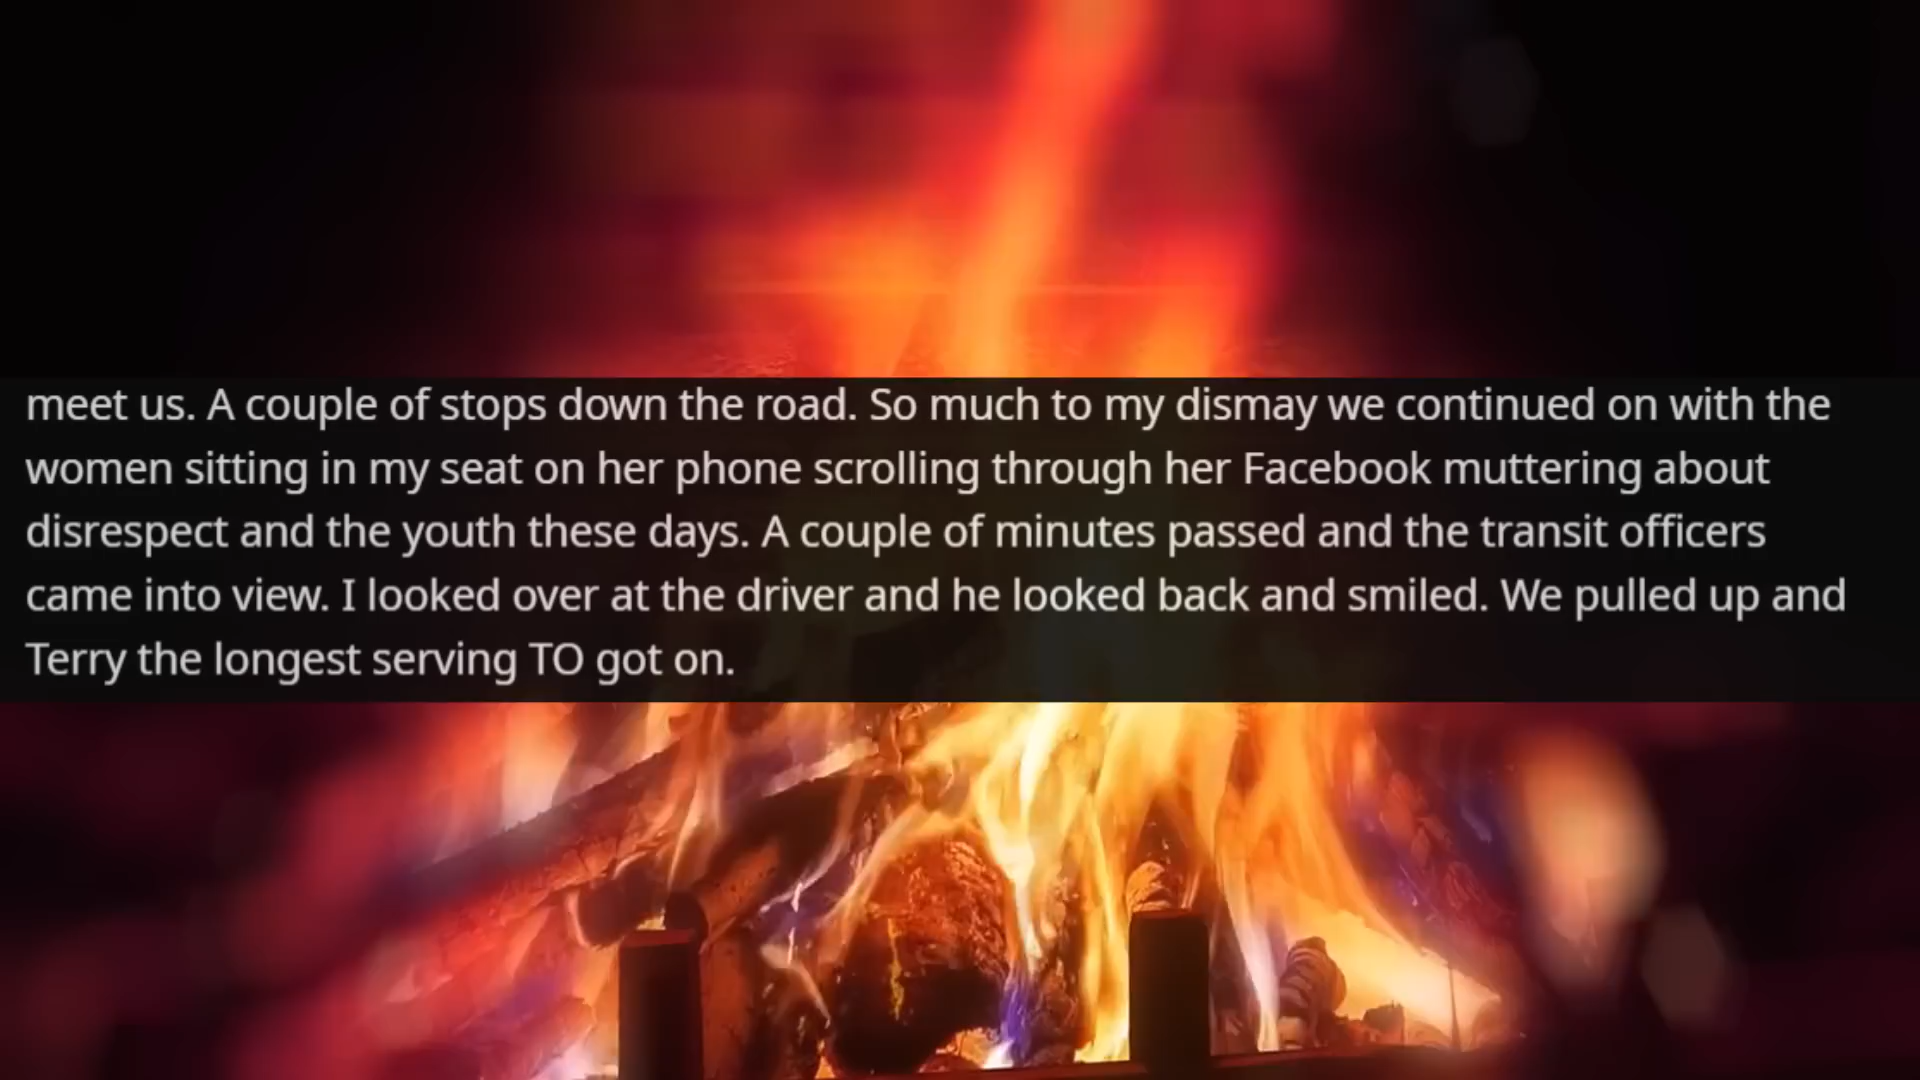 meet us. A couple of stops down the road. So much to my dismay we continued on with the
women sitting in my seat on her phone scrolling through her Facebook muttering about
disrespect and the youth these days. A couple of minutes passed and the transit officers
came into view. I looked over at the driver and he looked back and smiled. We pulled up and
Terry the longest serving TO got on.